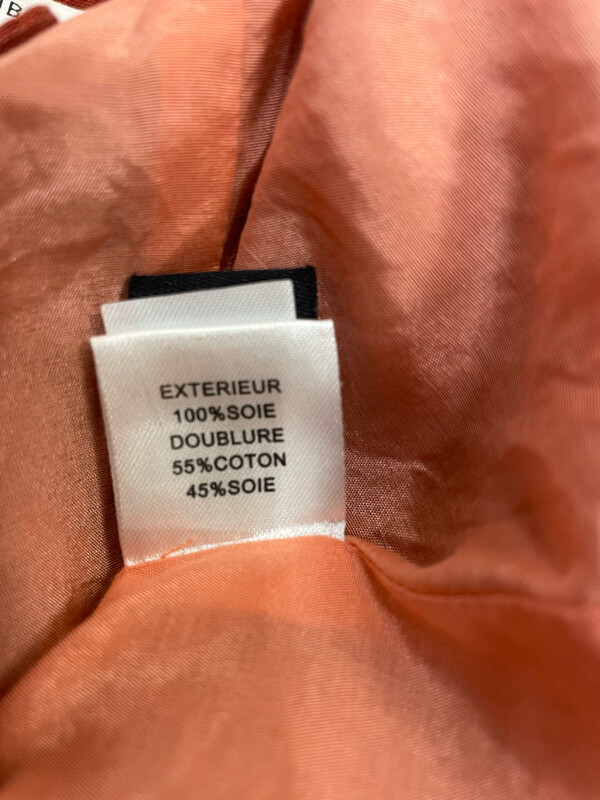 EXTERIEUR
100%SOIE
DOUBLURE
55%COTON
45%SOIE